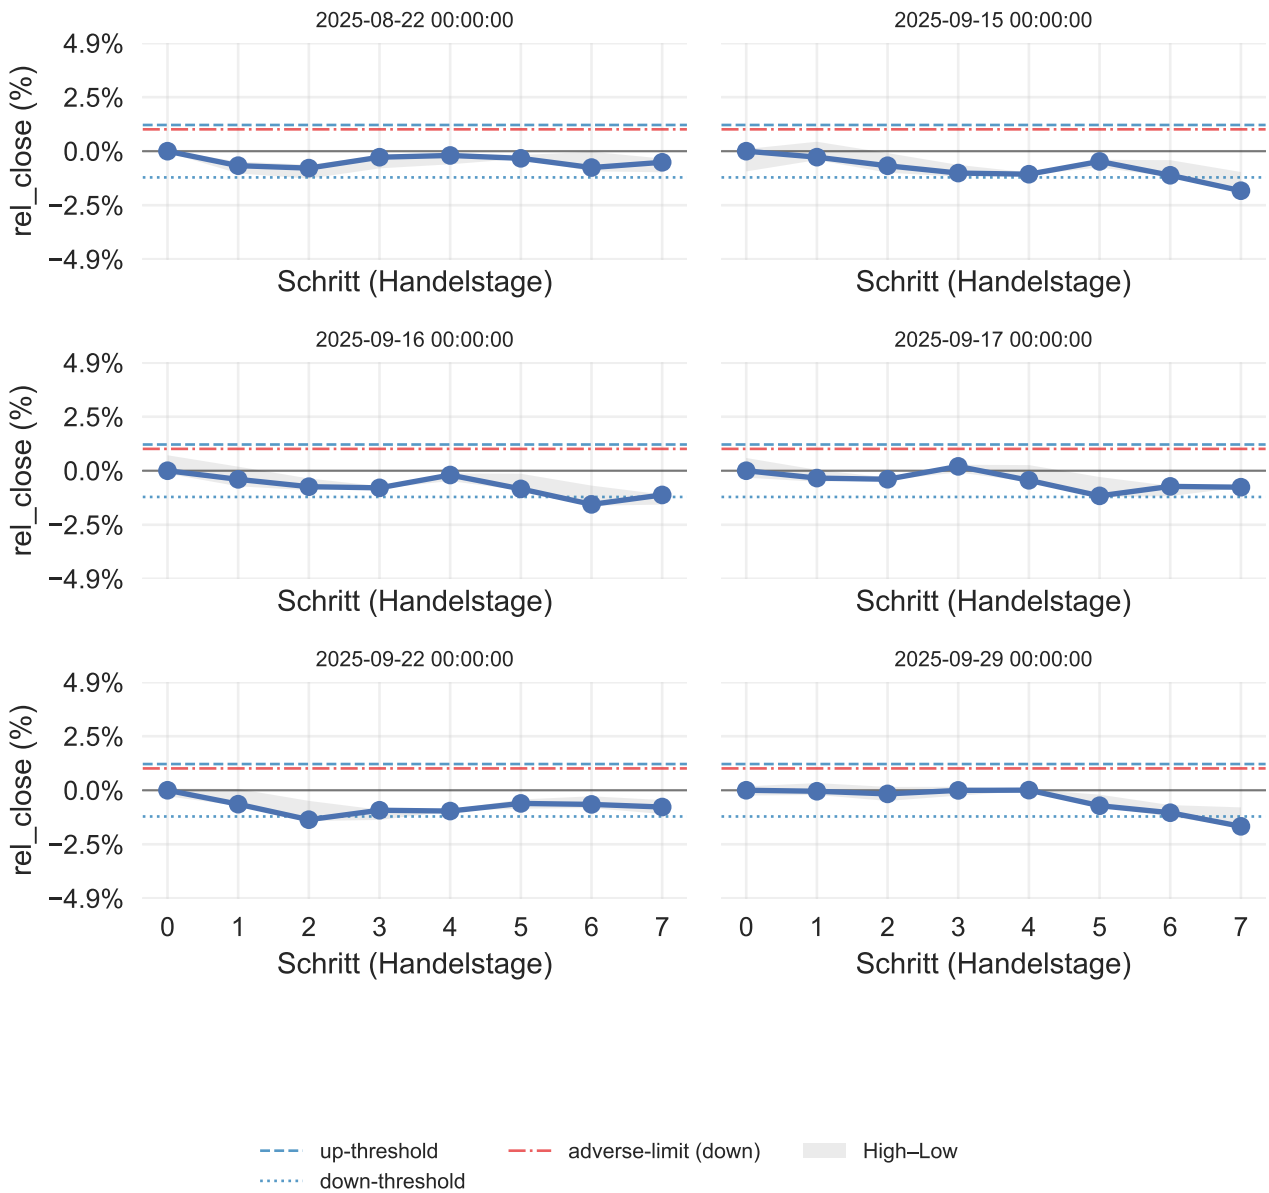 2025-08-22 00:00:00
2025-09-15 00:00:00
4.9%
2.5%
0.0%
−2.5%
−4.9%
rel_close (%)
Schritt (Handelstage)
Schritt (Handelstage)
2025-09-16 00:00:00
2025-09-17 00:00:00
4.9%
2.5%
0.0%
−2.5%
−4.9%
rel_close (%)
Schritt (Handelstage)
Schritt (Handelstage)
2025-09-22 00:00:00
2025-09-29 00:00:00
4.9%
2.5%
0.0%
−2.5%
−4.9%
rel_close (%)
0 1 2 3 4 5 6 7
0 1 2 3 4 5 6 7
Schritt (Handelstage)
Schritt (Handelstage)
up-threshold
adverse-limit (down)
High–Low
down-threshold